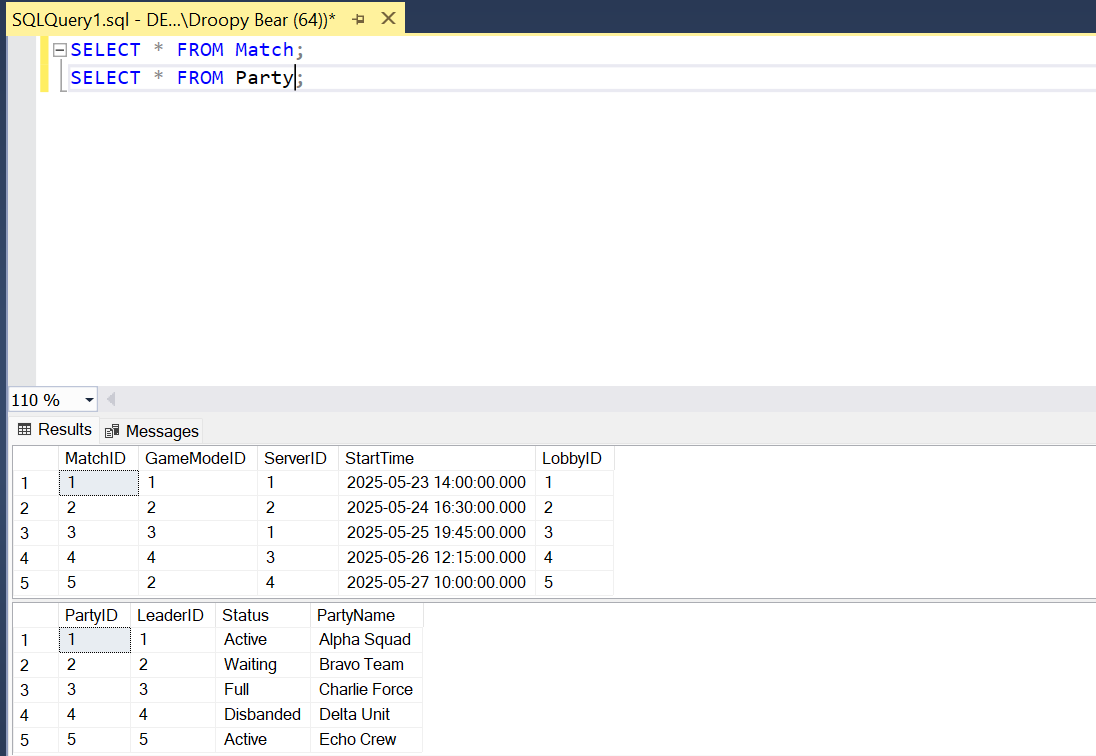 SQLQuery1.sql - DE...\Droopy Bear (64))*
SELECT * FROM Match;
SELECT * FROM Party;
110 %
Results Messages
MatchID GameModeID ServerID StartTime LobbyID
1 1 1 1 2025-05-23 14:00:00.000 1
2 2 2 2 2025-05-24 16:30:00.000 2
3 3 3 1 2025-05-25 19:45:00.000 3
4 4 4 3 2025-05-26 12:15:00.000 4
5 5 2 4 2025-05-27 10:00:00.000 5
PartyID LeaderID Status PartyName
1 1 1 Active Alpha Squad
2 2 2 Waiting Bravo Team
3 3 3 Full Charlie Force
4 4 4 Disbanded Delta Unit
5 5 5 Active Echo Crew